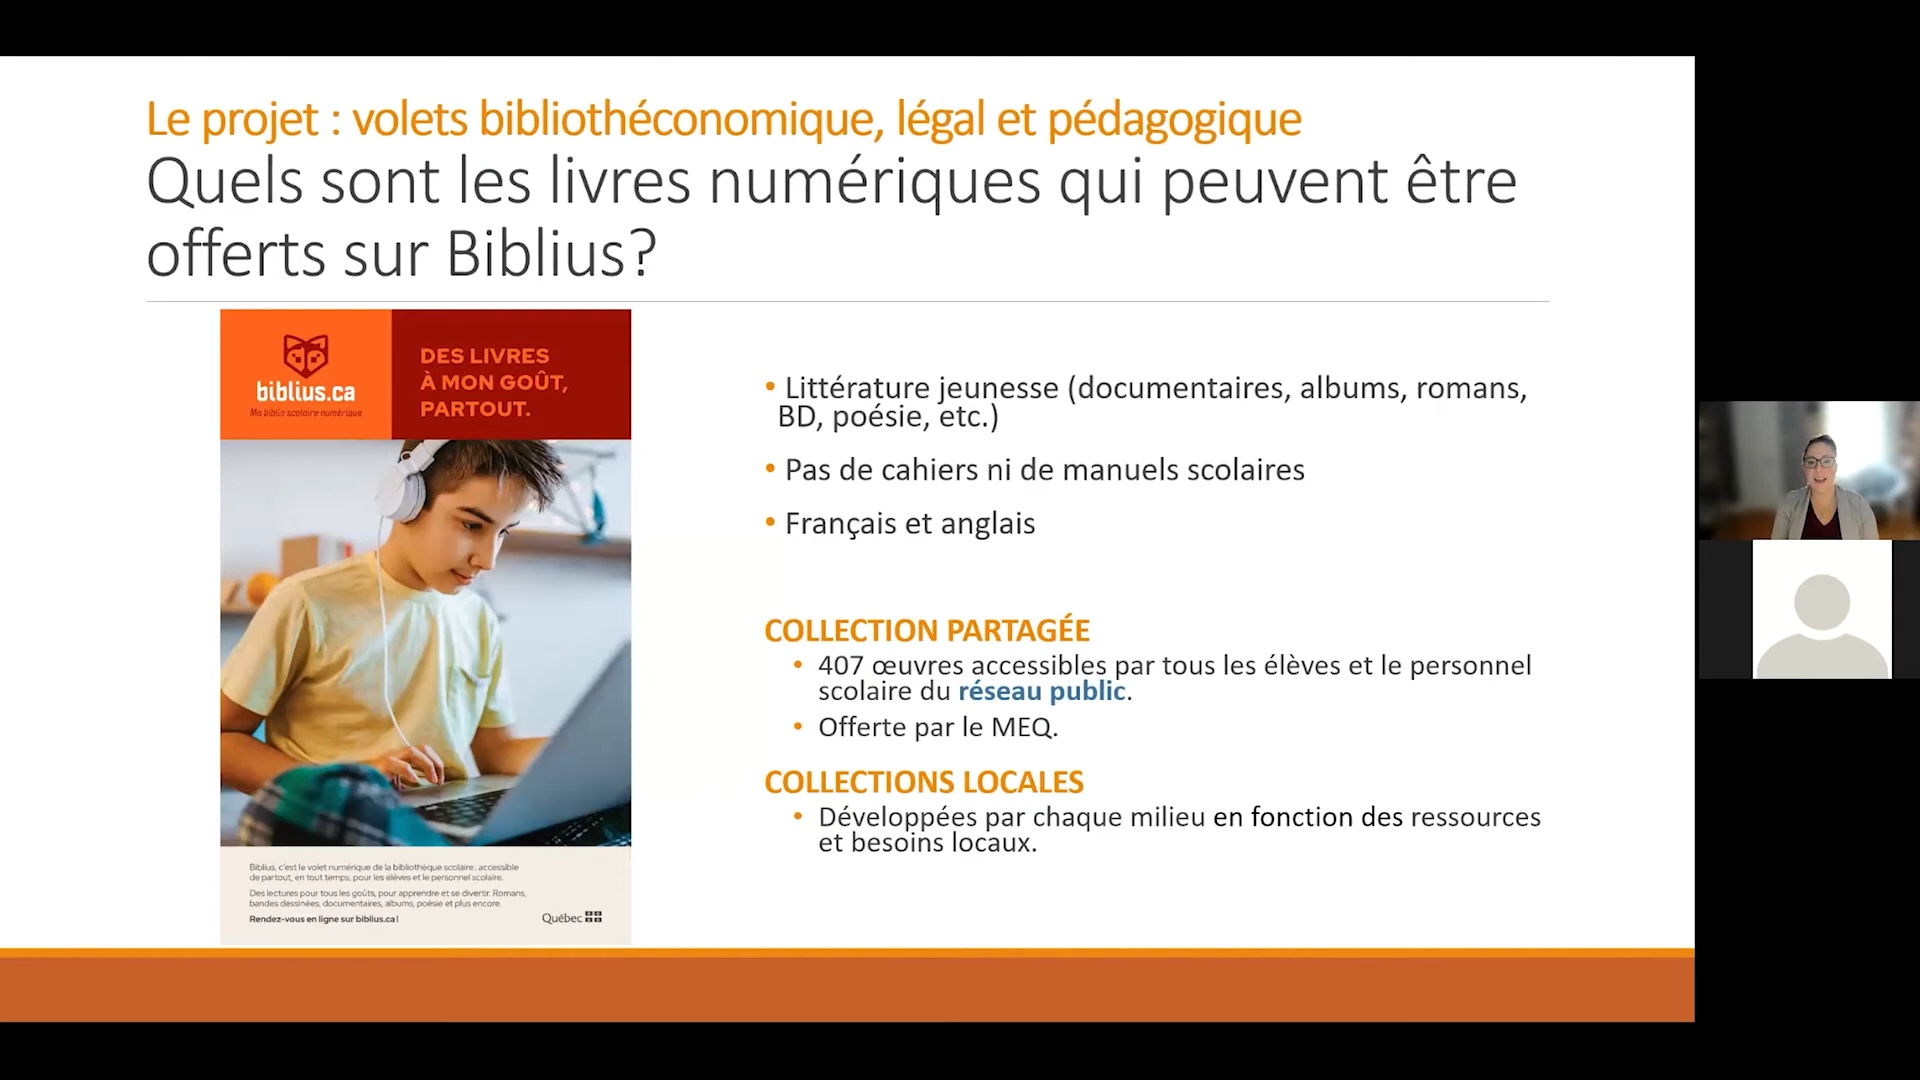 Le projet : volets bibliothéconomique, légal et pédagogique
Quels sont les livres numériques qui peuvent être
offerts sur Biblius?
biblius.ca
Ma biblio scolaire numérique
DES LIVRES
À MON GOÛT,
PARTOUT.
Biblius, c'est le volet numérique de la bibliothèque scolaire : accessible
de partout, en tout temps, pour les élèves et le personnel scolaire.
Des lectures pour tous les goûts, pour apprendre et se divertir. Romans,
bandes dessinées, documentaires, albums, poésie et plus encore.
Rendez-vous en ligne sur biblius.ca!
Québec
• Littérature jeunesse (documentaires, albums, romans,
BD, poésie, etc.)
• Pas de cahiers ni de manuels scolaires
• Français et anglais
COLLECTION PARTAGÉE
• 407 œuvres accessibles par tous les élèves et le personnel
scolaire du réseau public.
• Offerte par le MEQ.
COLLECTIONS LOCALES
• Développées par chaque milieu en fonction des ressources
et besoins locaux.